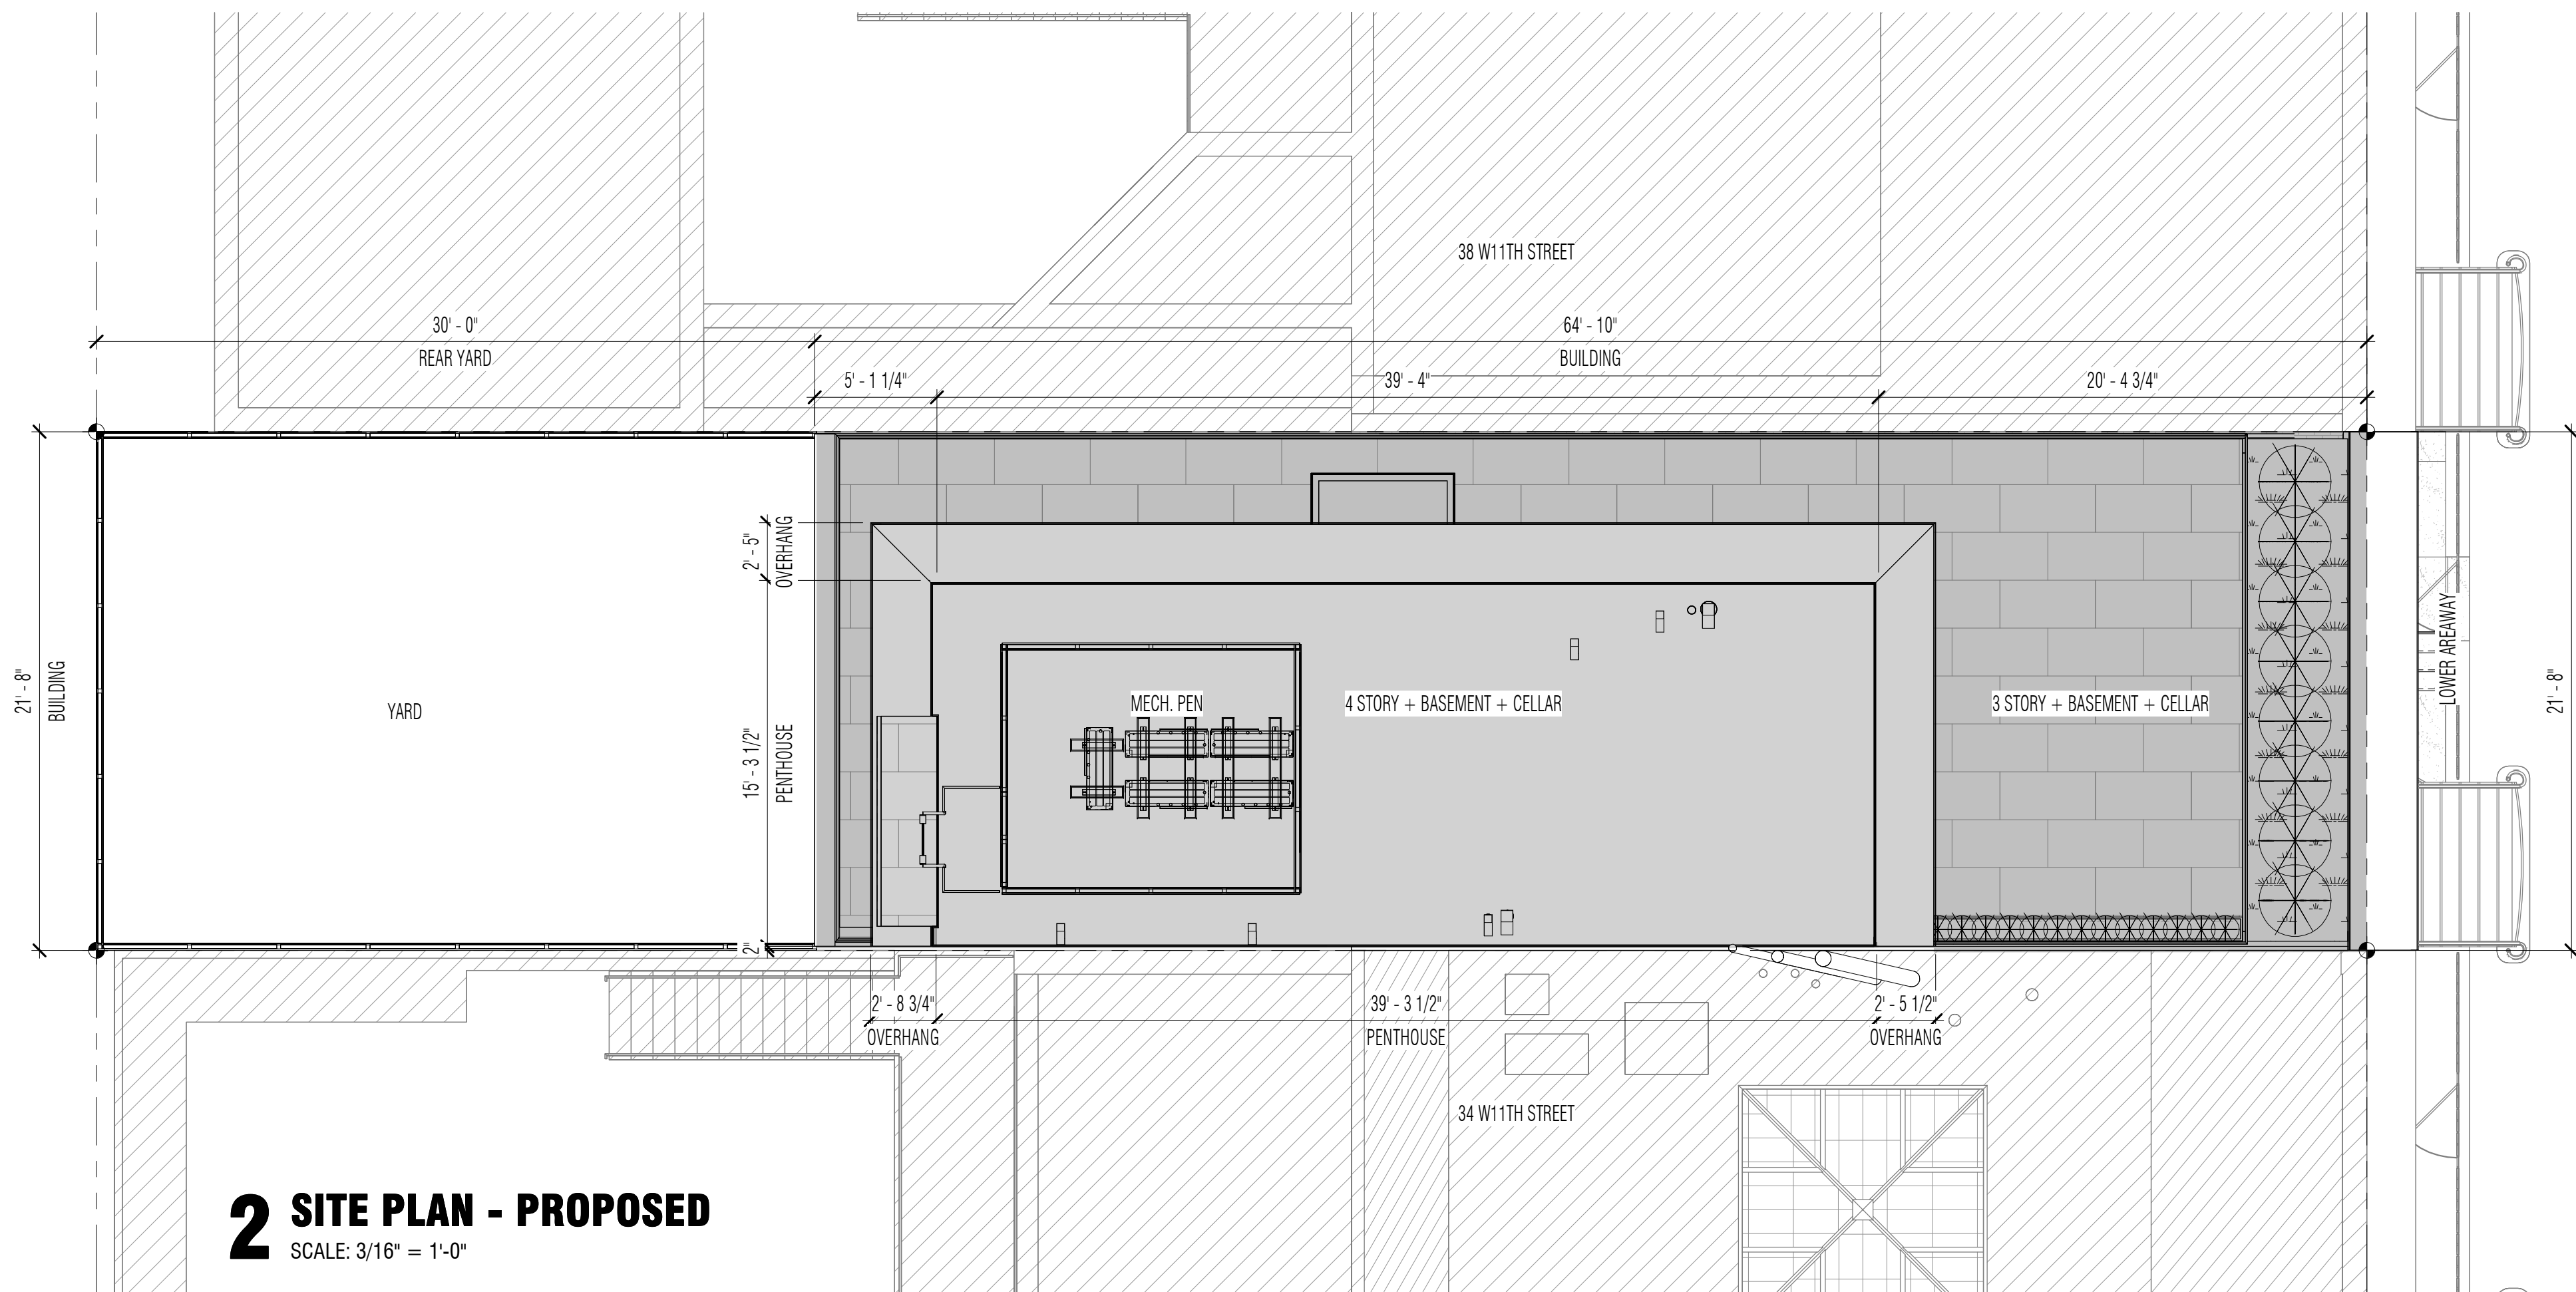 38 W11TH STREET
30' - 0"
REAR YARD
64' - 10"
BUILDING
5' - 1 1/4"
39' - 4"
20' - 4 3/4"
2' - 5"
OVERHANG
21' - 8"
BUILDING
YARD
15' - 3 1/2"
PENTHOUSE
2"
MECH. PEN
4 STORY + BASEMENT + CELLAR
3 STORY + BASEMENT + CELLAR
LOWER AREAWAY
21' - 8"
2' - 8 3/4"
OVERHANG
39' - 3 1/2"
PENTHOUSE
2' - 5 1/2"
OVERHANG
34 W11TH STREET
2 SITE PLAN - PROPOSED
SCALE: 3/16" = 1'-0"